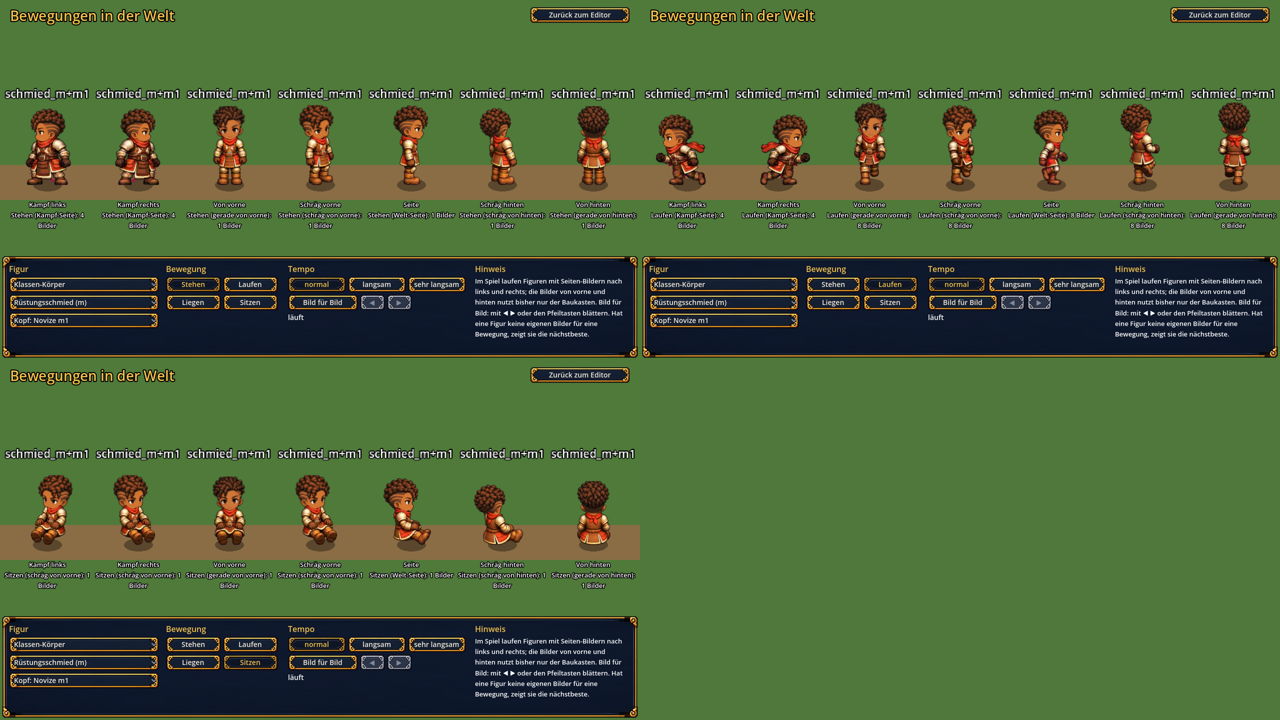 Bewegungen in der Welt
Zurück zum Editor
schmied_m+m1 schmied_m+m1 schmied_m+m1 schmied_m+m1 schmied_m+m1 schmied_m+m1 schmied_m+m1
Kampf links
Stehen (Kampf-Seite): 4
Bilder
Kampf rechts
Stehen (Kampf-Seite): 4
Bilder
Von vorne
Stehen (gerade von vorne):
1 Bilder
Schräg vorne
Stehen (schräg von vorne):
1 Bilder
Seite
Stehen (Welt-Seite): 1 Bilder
Schräg hinten
Stehen (schräg von hinten):
1 Bilder
Von hinten
Stehen (gerade von hinten):
1 Bilder
Figur
Klassen-Körper
Rüstungsschmied (m)
Kopf: Novize m1
Bewegung
Stehen Laufen
Liegen Sitzen
Tempo
normal langsam sehr langsam
Bild für Bild ◀ ▶
läuft
Hinweis
Im Spiel laufen Figuren mit Seiten-Bildern nach
links und rechts; die Bilder von vorne und
hinten nutzt bisher nur der Baukasten. Bild für
Bild: mit ◀ ▶ oder den Pfeiltasten blättern. Hat
eine Figur keine eigenen Bilder für eine
Bewegung, zeigt sie die nächstbeste.
Bewegungen in der Welt
Zurück zum Editor
schmied_m+m1 schmied_m+m1 schmied_m+m1 schmied_m+m1 schmied_m+m1 schmied_m+m1 schmied_m+m1
Kampf links
Laufen (Kampf-Seite): 4
Bilder
Kampf rechts
Laufen (Kampf-Seite): 4
Bilder
Von vorne
Laufen (gerade von vorne):
8 Bilder
Schräg vorne
Laufen (schräg von vorne):
8 Bilder
Seite
Laufen (Welt-Seite): 8 Bilder
Schräg hinten
Laufen (schräg von hinten):
8 Bilder
Von hinten
Laufen (gerade von hinten):
8 Bilder
Figur
Klassen-Körper
Rüstungsschmied (m)
Kopf: Novize m1
Bewegung
Stehen Laufen
Liegen Sitzen
Tempo
normal langsam sehr langsam
Bild für Bild ◀ ▶
läuft
Hinweis
Im Spiel laufen Figuren mit Seiten-Bildern nach
links und rechts; die Bilder von vorne und
hinten nutzt bisher nur der Baukasten. Bild für
Bild: mit ◀ ▶ oder den Pfeiltasten blättern. Hat
eine Figur keine eigenen Bilder für eine
Bewegung, zeigt sie die nächstbeste.
Bewegungen in der Welt
Zurück zum Editor
schmied_m+m1 schmied_m+m1 schmied_m+m1 schmied_m+m1 schmied_m+m1 schmied_m+m1 schmied_m+m1
Kampf links
Sitzen (schräg von vorne): 1
Bilder
Kampf rechts
Sitzen (schräg von vorne): 1
Bilder
Von vorne
Sitzen (gerade von vorne): 1
Bilder
Schräg vorne
Sitzen (schräg von vorne): 1
Bilder
Seite
Sitzen (Welt-Seite): 1 Bilder
Schräg hinten
Sitzen (schräg von hinten): 1
Bilder
Von hinten
Sitzen (gerade von hinten):
1 Bilder
Figur
Klassen-Körper
Rüstungsschmied (m)
Kopf: Novize m1
Bewegung
Stehen Laufen
Liegen Sitzen
Tempo
normal langsam sehr langsam
Bild für Bild ◀ ▶
läuft
Hinweis
Im Spiel laufen Figuren mit Seiten-Bildern nach
links und rechts; die Bilder von vorne und
hinten nutzt bisher nur der Baukasten. Bild für
Bild: mit ◀ ▶ oder den Pfeiltasten blättern. Hat
eine Figur keine eigenen Bilder für eine
Bewegung, zeigt sie die nächstbeste.